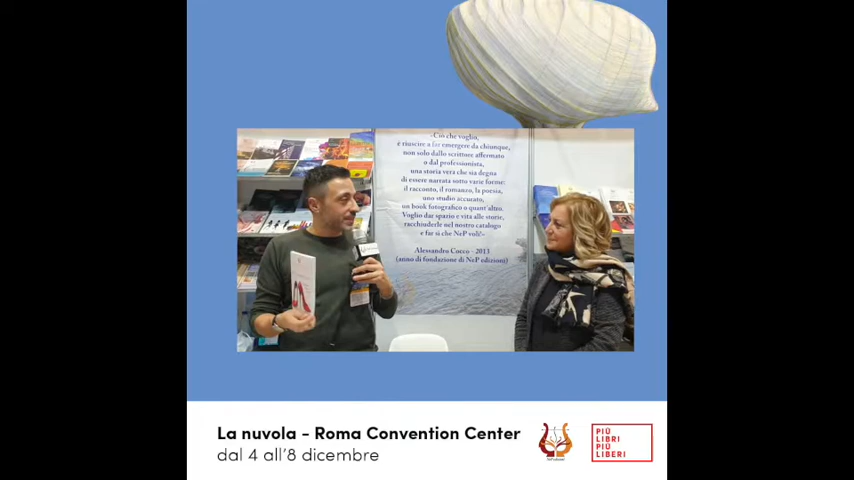 «Ciò che voglio,
è riuscire a far emergere da chiunque,
non solo dallo scrittore affermato
o dal professionista,
una storia vera che sia degna
di essere narrata sotto varie forme:
il racconto, il romanzo, la poesia,
uno studio accurato,
un book fotografico o quant'altro.
Voglio dar spazio e vita alle storie,
racchiuderle nel nostro catalogo
e far sì che NeP voli!»
Alessandro Cocco - 2013
(anno di fondazione di NeP edizioni)
La nuvola - Roma Convention Center
dal 4 all'8 dicembre
PIÙ
LIBRI
PIÙ
LIBERI